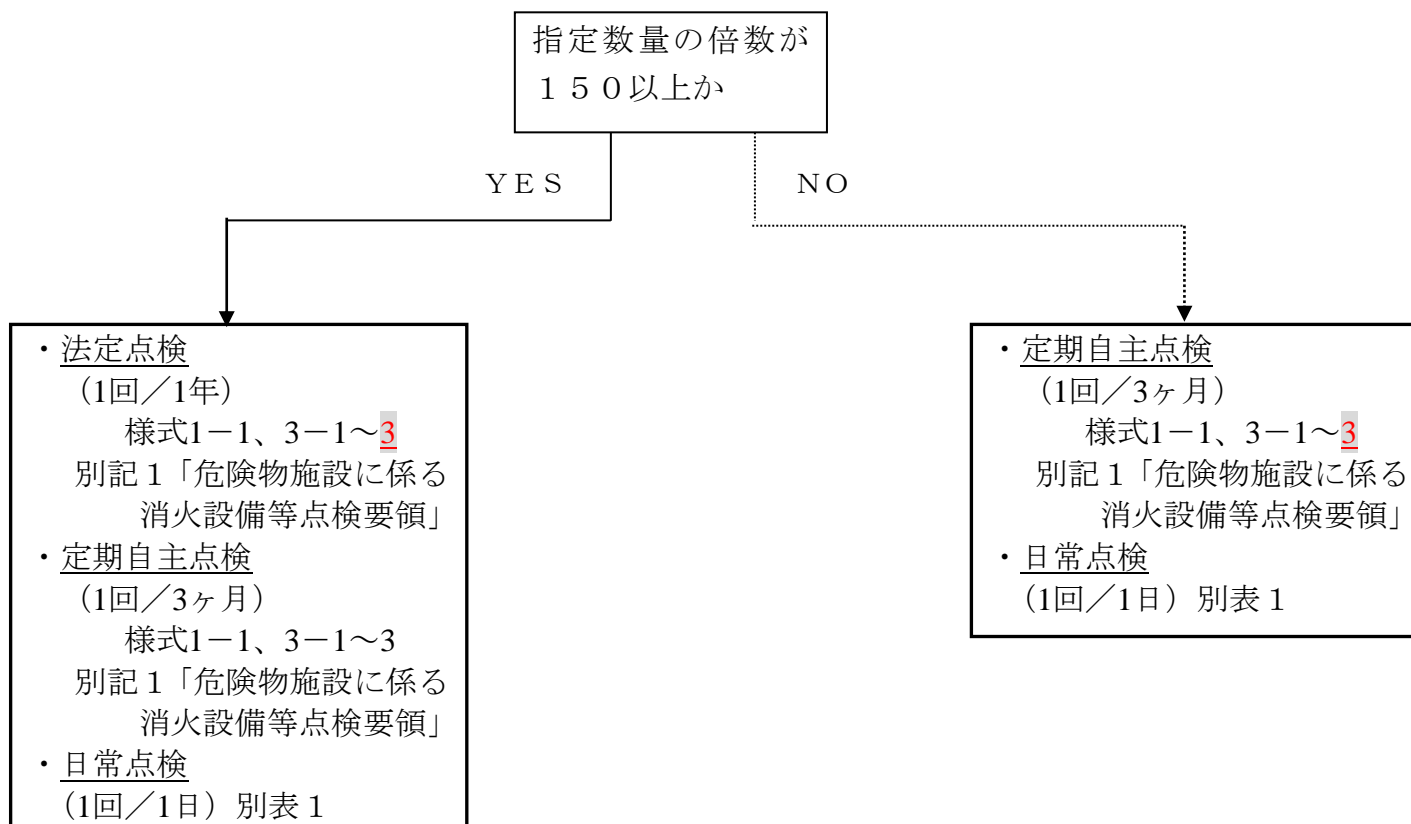 指定数量の倍数が
１５０以上か
ＹＥＳ
ＮＯ
・法定点検
（1回／1年）
様式1－1、3－1～3
別記１「危険物施設に係る
消火設備等点検要領」
・定期自主点検
（1回／3ヶ月）
様式1－1、3－1～3
別記１「危険物施設に係る
消火設備等点検要領」
・日常点検
（1回／1日）別表１
・定期自主点検
（1回／3ヶ月）
様式1－1、3－1～3
別記１「危険物施設に係る
消火設備等点検要領」
・日常点検
（1回／1日）別表１